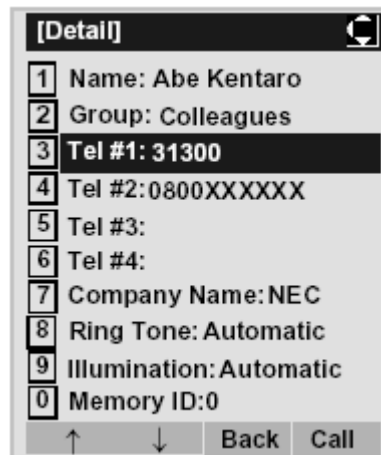 [Detail]
1 Name: Abe Kentaro
2 Group: Colleagues
3 Tel #1: 31300
4 Tel #2:0800XXXXXX
5 Tel #3:
6 Tel #4:
7 Company Name:NEC
8 Ring Tone: Automatic
9 Illumination: Automatic
0 Memory ID:0
↑ ↓ Back Call